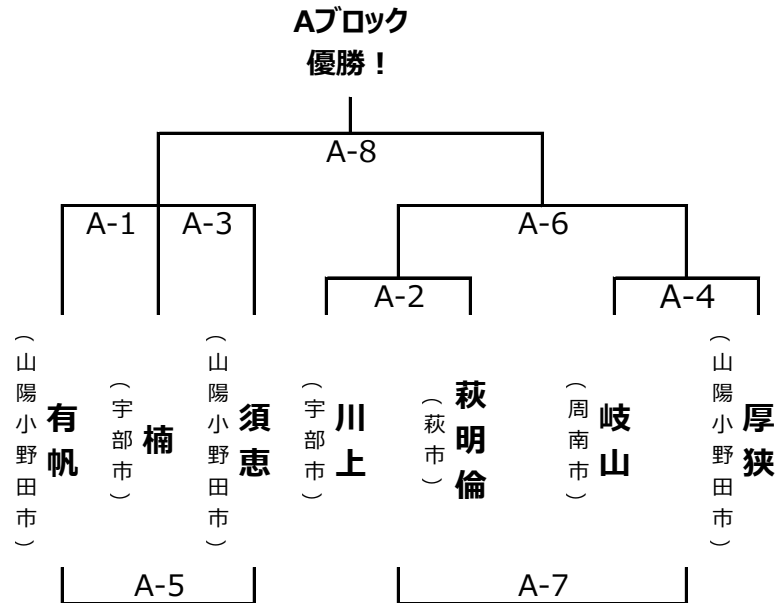 Aブロック
優勝！
A-8
A-1
A-3
A-6
A-2
A-4
有帆
（山陽小野田市）
楠
（宇部市）
須恵
（山陽小野田市）
川上
（宇部市）
萩明倫
（萩市）
岐山
（周南市）
厚狭
（山陽小野田市）
A-5
A-7